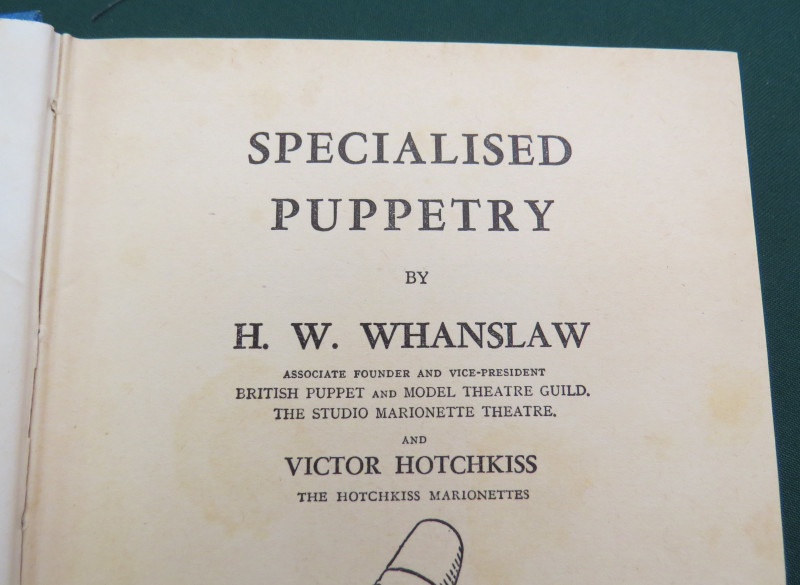 SPECIALISED
PUPPETRY
BY
H. W. WHANSLAW
ASSOCIATE FOUNDER AND VICE-PRESIDENT
BRITISH PUPPET AND MODEL THEATRE GUILD.
THE STUDIO MARIONETTE THEATRE.
AND
VICTOR HOTCHKISS
THE HOTCHKISS MARIONETTES